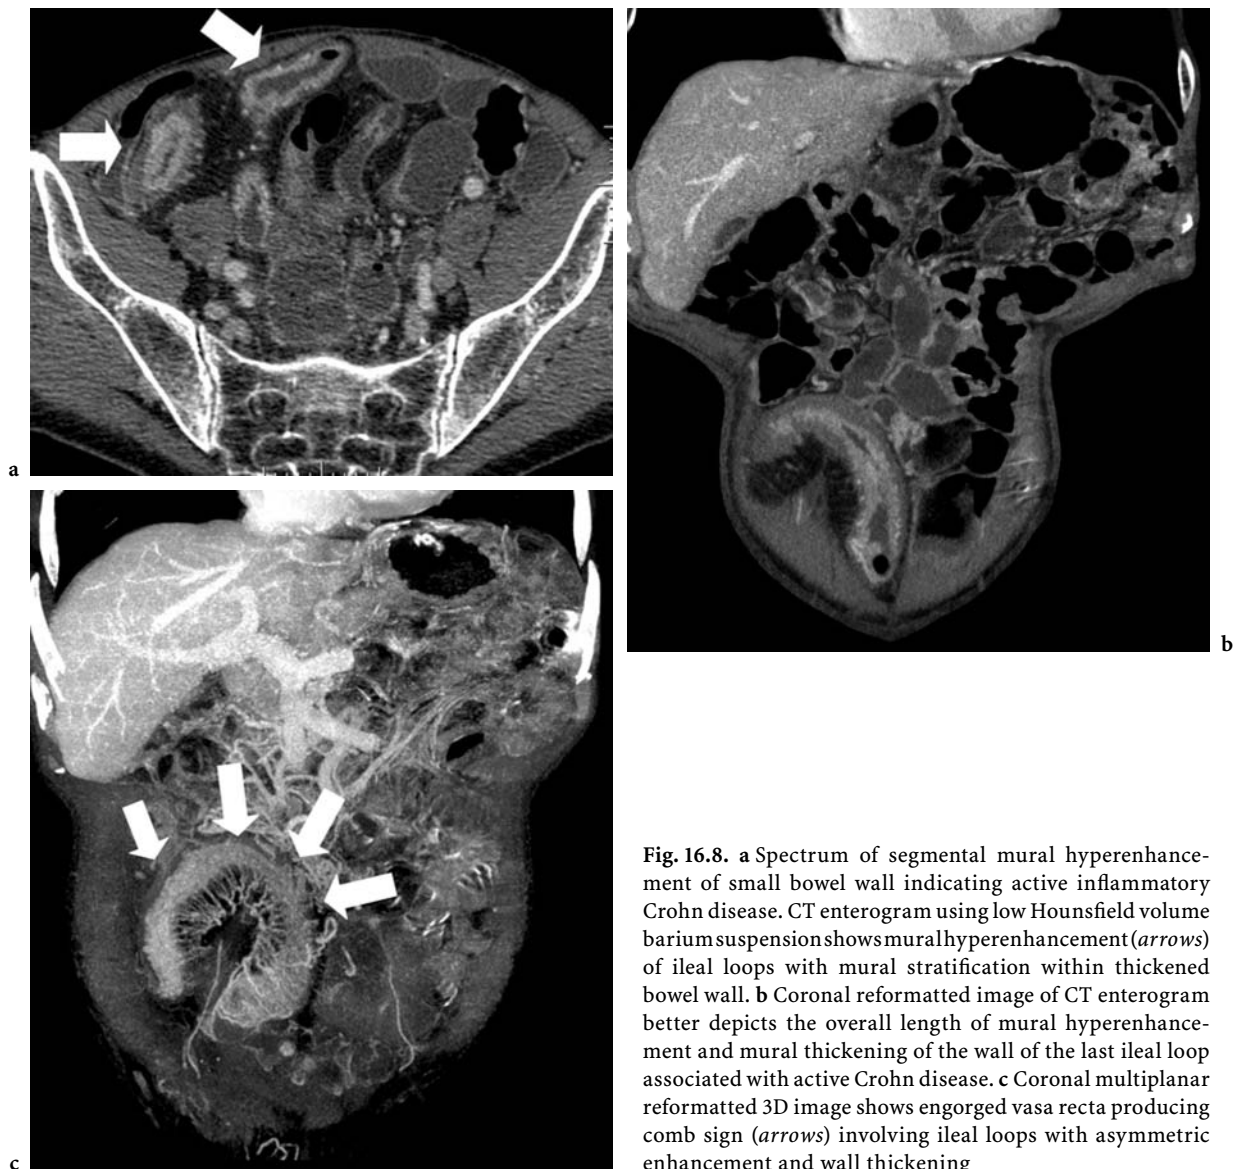 a
b
c
Fig. 16.8. a Spectrum of segmental mural hyperenhance-
ment of small bowel wall indicating active inflammatory
Crohn disease. CT enterogram using low Hounsfield volume
barium suspension shows mural hyperenhancement (arrows)
of ileal loops with mural stratification within thickened
bowel wall. b Coronal reformatted image of CT enterogram
better depicts the overall length of mural hyperenhance-
ment and mural thickening of the wall of the last ileal loop
associated with active Crohn disease. c Coronal multiplanar
reformatted 3D image shows engorged vasa recta producing
comb sign (arrows) involving ileal loops with asymmetric
enhancement and wall thickening